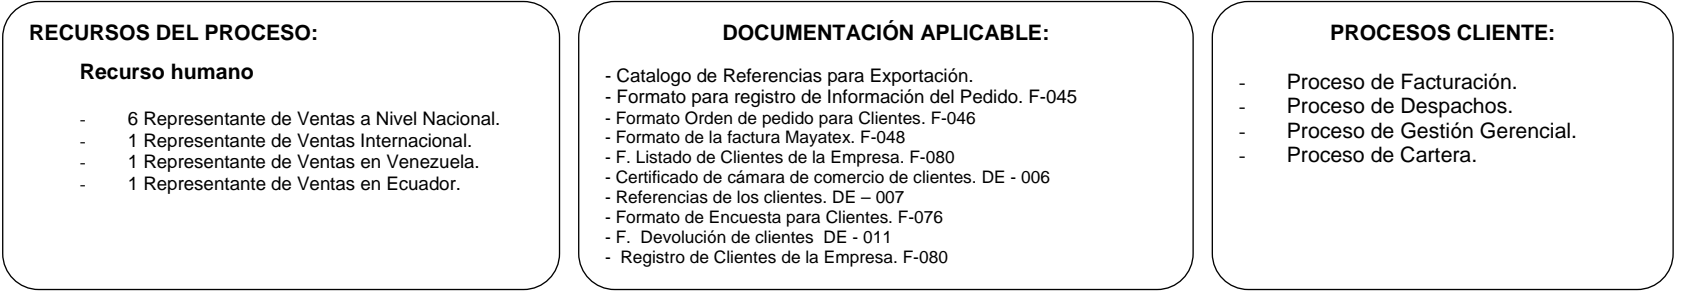 RECURSOS DEL PROCESO:
Recurso humano
- 6 Representante de Ventas a Nivel Nacional.
- 1 Representante de Ventas Internacional.
- 1 Representante de Ventas en Venezuela.
- 1 Representante de Ventas en Ecuador.
DOCUMENTACIÓN APLICABLE:
- Catalogo de Referencias para Exportación.
- Formato para registro de Información del Pedido. F-045
- Formato Orden de pedido para Clientes. F-046
- Formato de la factura Mayatex. F-048
- F. Listado de Clientes de la Empresa. F-080
- Certificado de cámara de comercio de clientes. DE - 006
- Referencias de los clientes. DE – 007
- Formato de Encuesta para Clientes. F-076
- F. Devolución de clientes DE - 011
- Registro de Clientes de la Empresa. F-080
PROCESOS CLIENTE:
- Proceso de Facturación.
- Proceso de Despachos.
- Proceso de Gestión Gerencial.
- Proceso de Cartera.